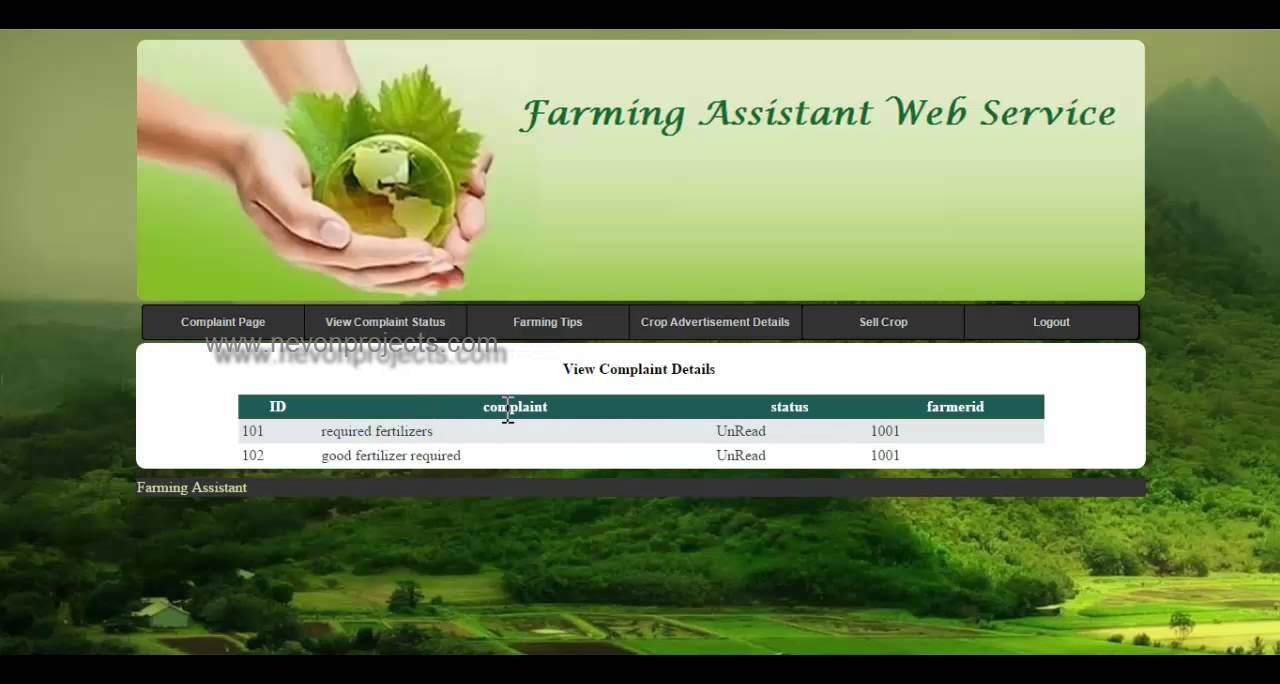 Farming Assistant Web Service
Complaint Page View Complaint Status Farming Tips Crop Advertisement Details Sell Crop Logout
www.nevonprojects.com
View Complaint Details
ID complaint status farmerid
101 required fertilizers UnRead 1001
102 good fertilizer required UnRead 1001
Farming Assistant